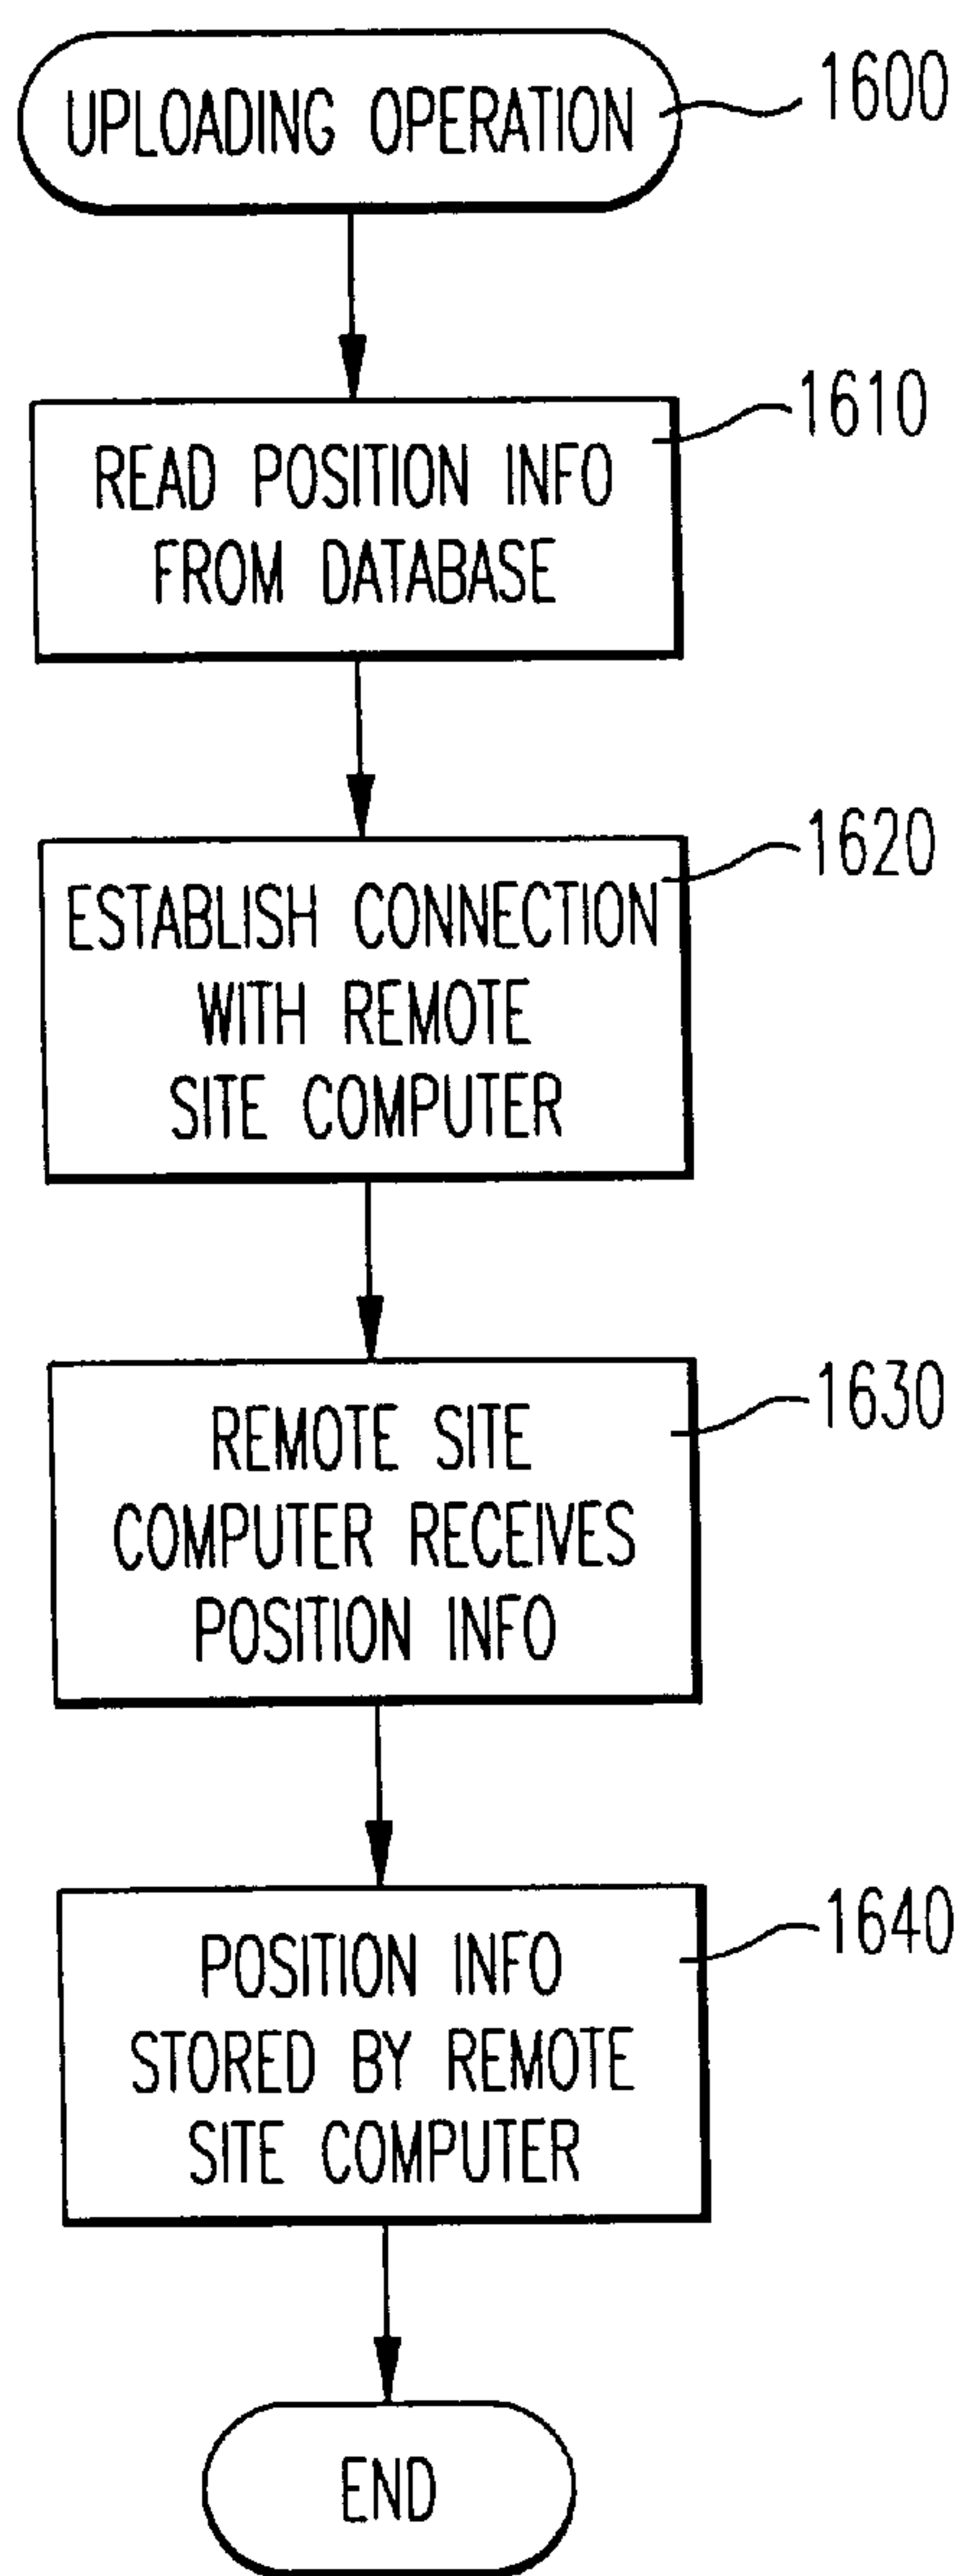 UPLOADING OPERATION
1600
READ POSITION INFO
FROM DATABASE
1610
ESTABLISH CONNECTION
WITH REMOTE
SITE COMPUTER
1620
REMOTE SITE
COMPUTER RECEIVES
POSITION INFO
1630
POSITION INFO
STORED BY REMOTE
SITE COMPUTER
1640
END